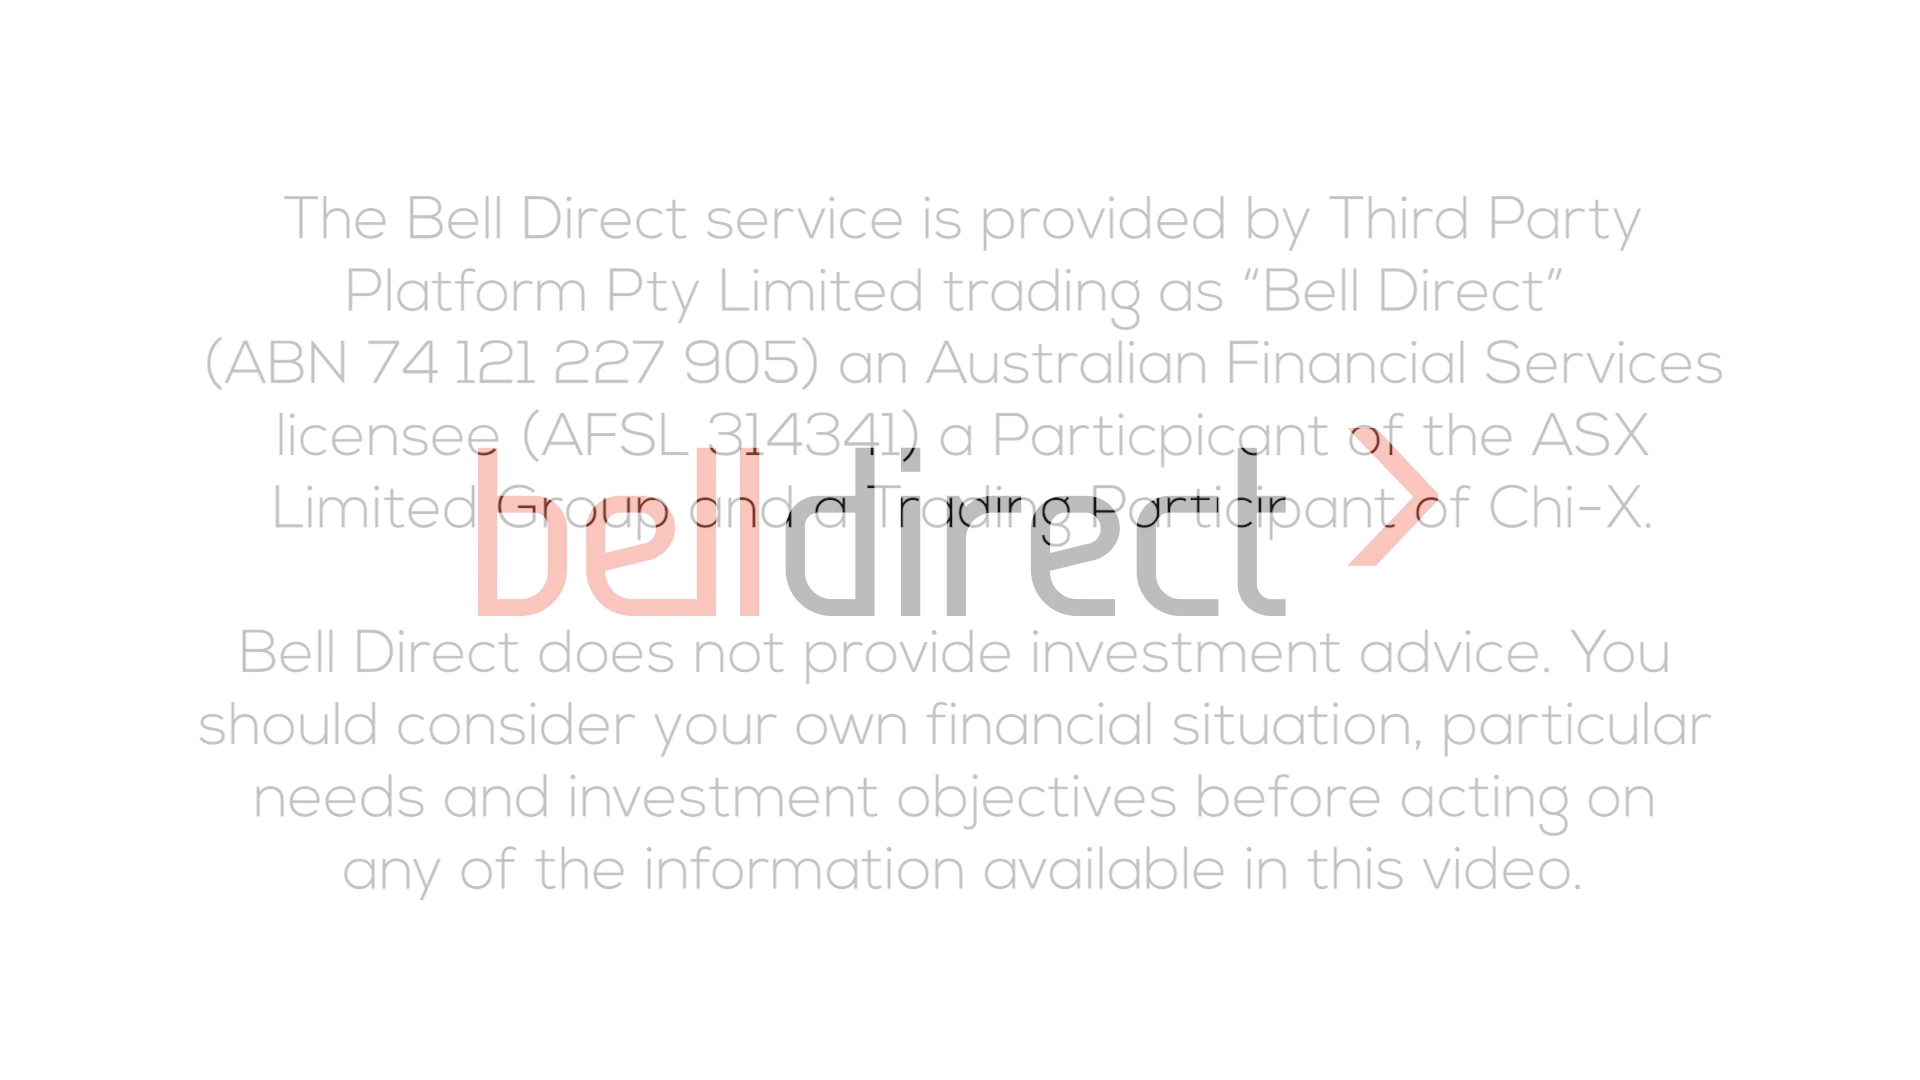 The Bell Direct service is provided by Third Party
Platform Pty Limited trading as “Bell Direct”
(ABN 74 121 227 905) an Australian Financial Services
licensee (AFSL 314341) a Particpicant of the ASX
Limited Group and a Trading Participant of Chi-X.
belldirect
Bell Direct does not provide investment advice. You
should consider your own financial situation, particular
needs and investment objectives before acting on
any of the information available in this video.